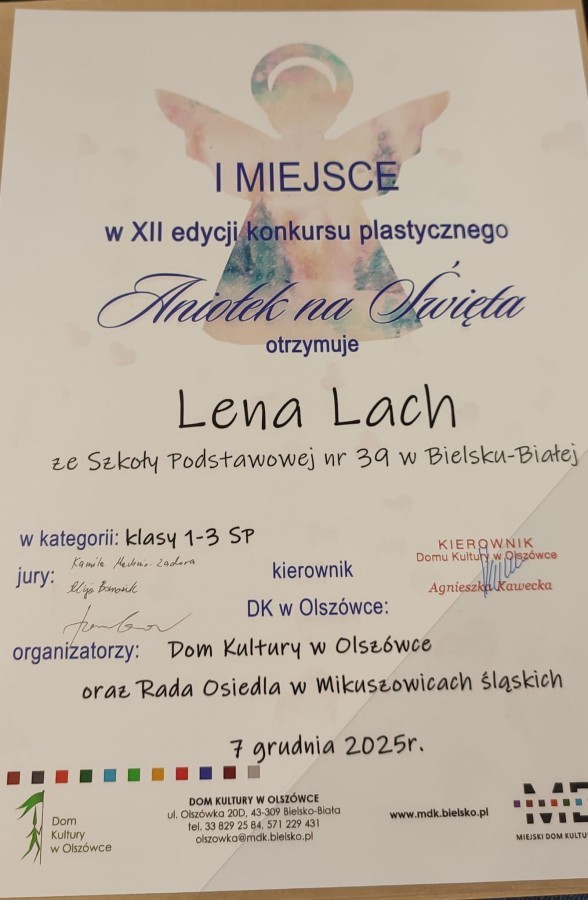 I MIEJSCE
w XII edycji konkursu plastycznego
Aniołek na Święta
otrzymuje
Lena Lach
ze Szkoły Podstawowej nr 39 w Bielsku-Białej
w kategorii: klasy 1-3 SP
jury:
kierownik
DK w Olszówce:
KIEROWNIK
Domu Kultury w Olszówce
Agnieszka Kawecka
organizatorzy: Dom Kultury w Olszówce
oraz Rada Osiedla w Mikuszowicach śląskich
7 grudnia 2025r.
Dom
Kultury
w Olszówce
DOM KULTURY W OLSZÓWCE
ul. Olszówka 20D, 43-309 Bielsko-Biała
tel. 33 829 25 84, 571 229 431
olszowka@mdk.bielsko.pl
www.mdk.bielsko.pl
MIEJSKI DOM KULTU